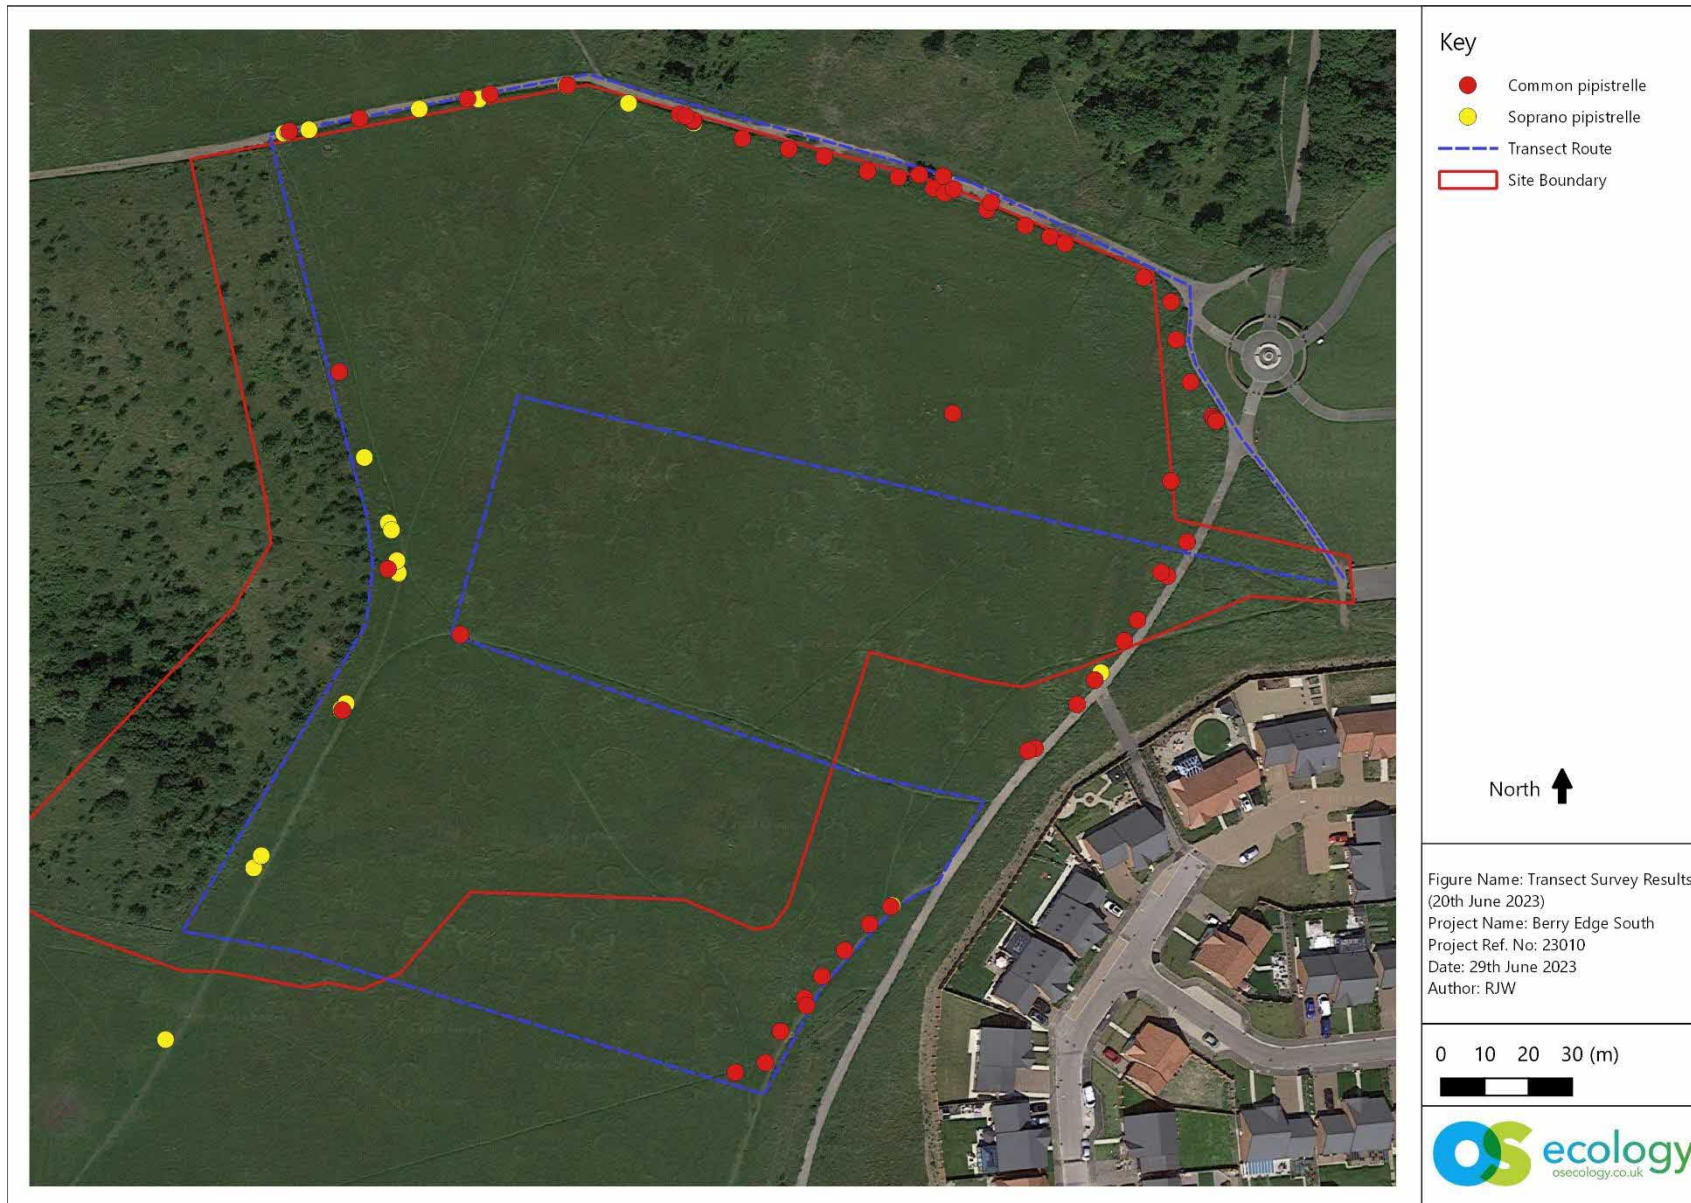 Key
Common pipistrelle
Soprano pipistrelle
Transect Route
Site Boundary
North
Figure Name: Transect Survey Results
(20th June 2023)
Project Name: Berry Edge South
Project Ref. No: 23010
Date: 29th June 2023
Author: RJW
0 10 20 30 (m)
OS ecology
osecology.co.uk